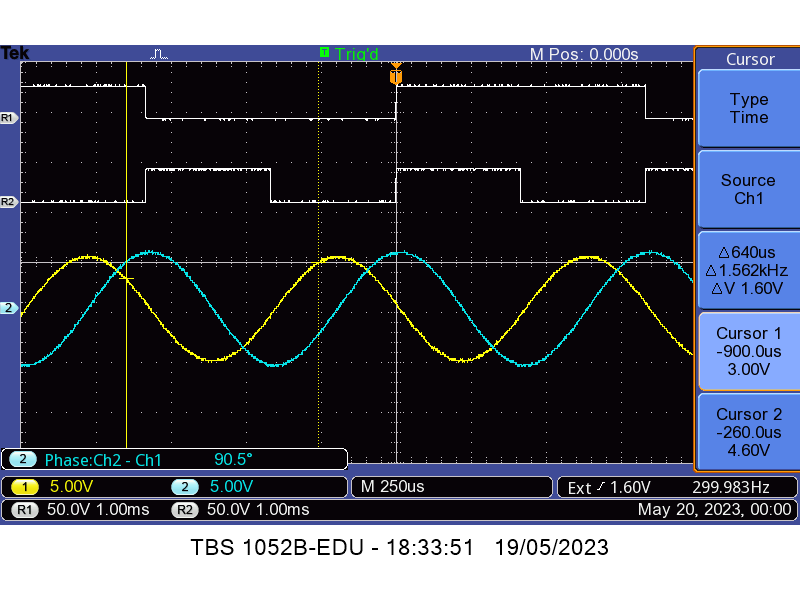 Tek
T Trig'd
M Pos: 0.000s
Cursor
T
R1
Type
Time
R2
Source
Ch1
Δ640us
Δ1.562kHz
ΔV 1.60V
2
Cursor 1
-900.0us
3.00V
Cursor 2
-260.0us
4.60V
2 Phase:Ch2 - Ch1 90.5°
1 5.00V 2 5.00V M 250us Ext 1.60V 299.983Hz
R1 50.0V 1.00ms R2 50.0V 1.00ms May 20, 2023, 00:00
TBS 1052B-EDU - 18:33:51 19/05/2023